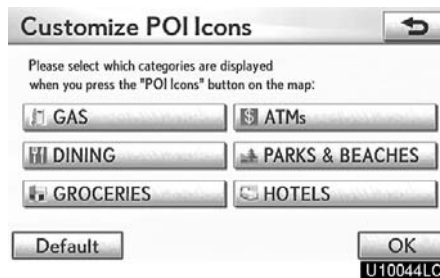 Customize POI Icons
Please select which categories are displayed
when you press the "POI Icons" button on the map:
GAS
$ ATMs
DINING
PARKS & BEACHES
GROCERIES
HOTELS
Default
OK
U10044LC